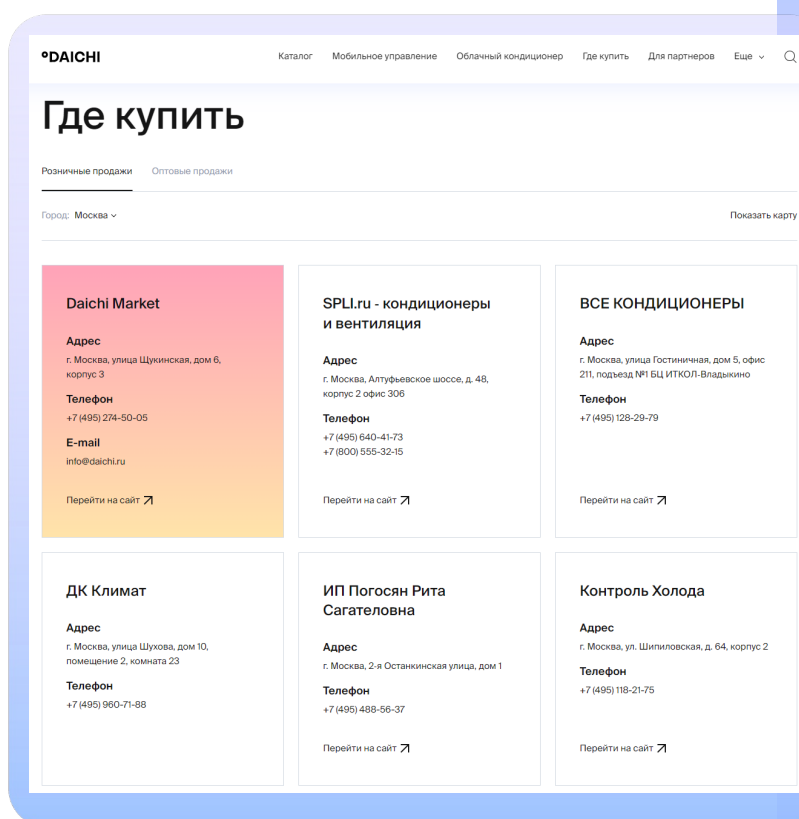 °DAICHI
Каталог
Мобильное управление
Облачный кондиционер
Где купить
Для партнеров
Еще
Где купить
Розничные продажи
Оптовые продажи
Город: Москва
Показать карту
Daichi Market
Адрес
г. Москва, улица Щукинская, дом 6,
корпус 3
Телефон
+7 (495) 274-50-05
E-mail
info@daichi.ru
Перейти на сайт
SPLI.ru - кондиционеры
и вентиляция
Адрес
г. Москва, Алтуфьевское шоссе, д. 48,
корпус 2 офис 306
Телефон
+7 (495) 640-41-73
+7 (800) 555-32-15
Перейти на сайт
ВСЕ КОНДИЦИОНЕРЫ
Адрес
г. Москва, улица Гостиничная, дом 5, офис
211, подъезд №1 БЦ ИТКОЛ-Владыкино
Телефон
+7 (495) 128-29-79
Перейти на сайт
ДК Климат
Адрес
г. Москва, улица Шухова, дом 10,
помещение 2, комната 23
Телефон
+7 (495) 960-71-88
ИП Погосян Рита
Сагателовна
Адрес
г. Москва, 2-я Останкинская улица, дом 1
Телефон
+7 (495) 488-56-37
Перейти на сайт
Контроль Холода
Адрес
г. Москва, ул. Шипиловская, д. 64, корпус 2
Телефон
+7 (495) 118-21-75
Перейти на сайт